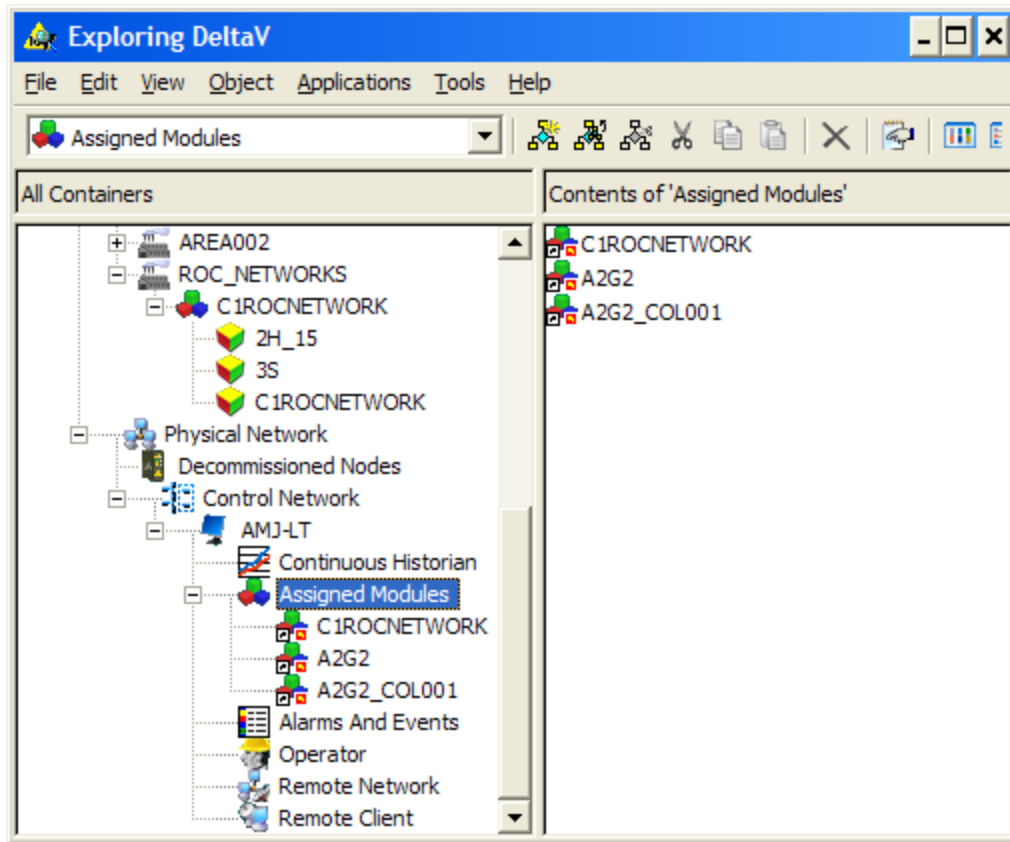 Exploring DeltaV
File Edit View Object Applications Tools Help
Assigned Modules
All Containers
Contents of 'Assigned Modules'
AREA002
ROC_NETWORKS
C1ROCNETWORK
2H_15
3S
C1ROCNETWORK
Physical Network
Decommissioned Nodes
Control Network
AMJ-LT
Continuous Historian
Assigned Modules
C1ROCNETWORK
A2G2
A2G2_COL001
Alarms And Events
Operator
Remote Network
Remote Client
C1ROCNETWORK
A2G2
A2G2_COL001